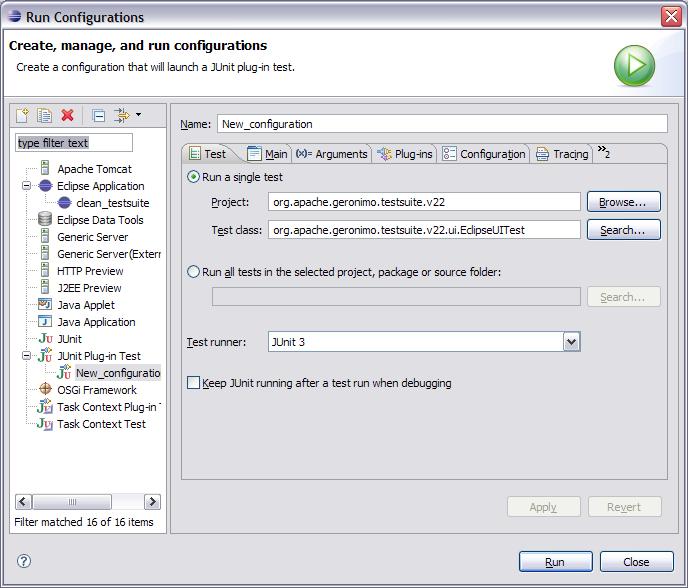 Run Configurations
Create, manage, and run configurations
Create a configuration that will launch a JUnit plug-in test.
type filter text
Apache Tomcat
Eclipse Application
clean_testsuite
Eclipse Data Tools
Generic Server
Generic Server(Exterr
HTTP Preview
J2EE Preview
Java Applet
Java Application
JUnit
JUnit Plug-in Test
New_configuratio
OSGi Framework
Task Context Plug-in
Task Context Test
Filter matched 16 of 16 items
Name: New_configuration
Test Main (x)= Arguments Plug-ins Configuration Tracing »2
Run a single test
Project: org.apache.geronimo.testsuite.v22 Browse...
Test class: org.apache.geronimo.testsuite.v22.ui.EclipseUITest Search...
Run all tests in the selected project, package or source folder:
Search...
Test runner: JUnit 3
Keep JUnit running after a test run when debugging
Apply Revert
? Run Close